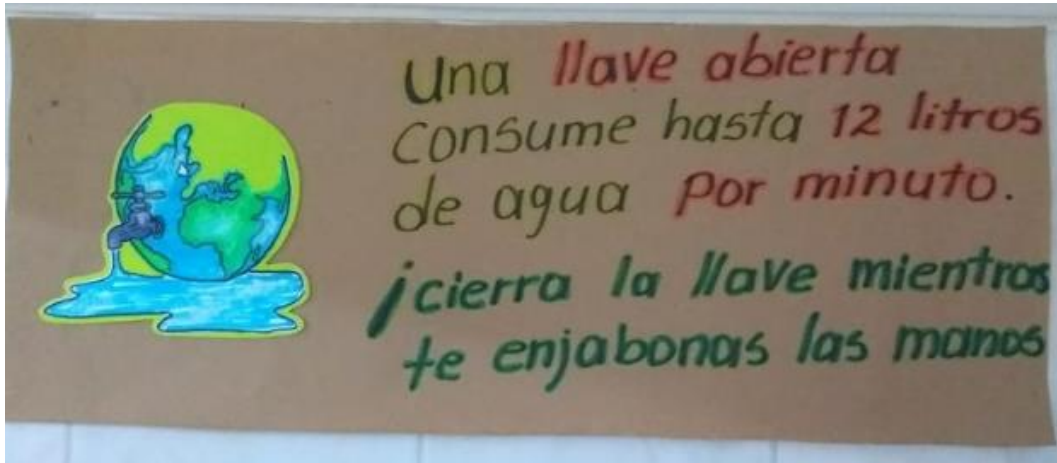 Una llave abierta
consume hasta 12 litros
de agua por minuto.
¡cierra la llave mientras
te enjabonas las manos